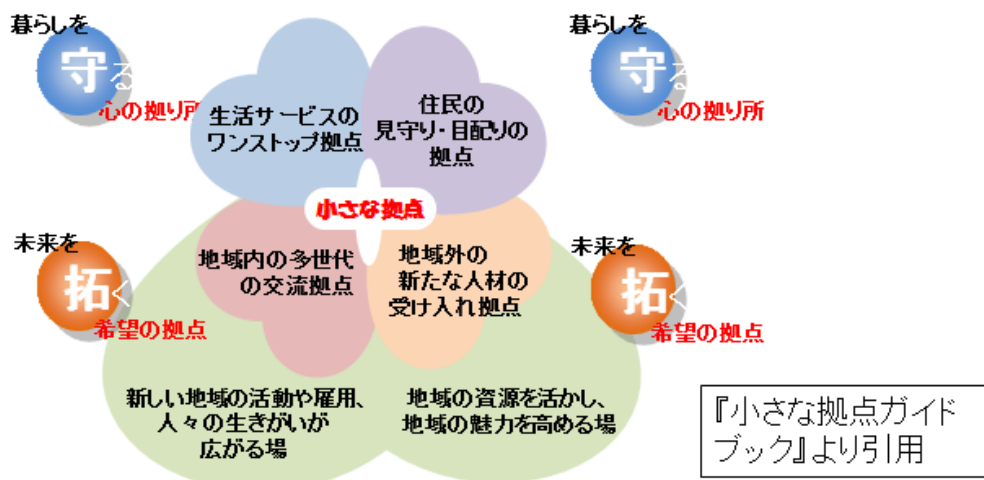 暮らしを
守る
心の拠り所
生活サービスの
ワンストップ拠点
住民の
見守り・目配りの
拠点
暮らしを
守る
心の拠り所
小さな拠点
未来を
拓く
希望の拠点
地域内の多世代
の交流拠点
地域外の
新たな人材の
受け入れ拠点
未来を
拓く
希望の拠点
新しい地域の活動や雇用、
人々の生きがいが
広がる場
地域の資源を活かし、
地域の魅力を高める場
『小さな拠点ガイド
ブック』より引用